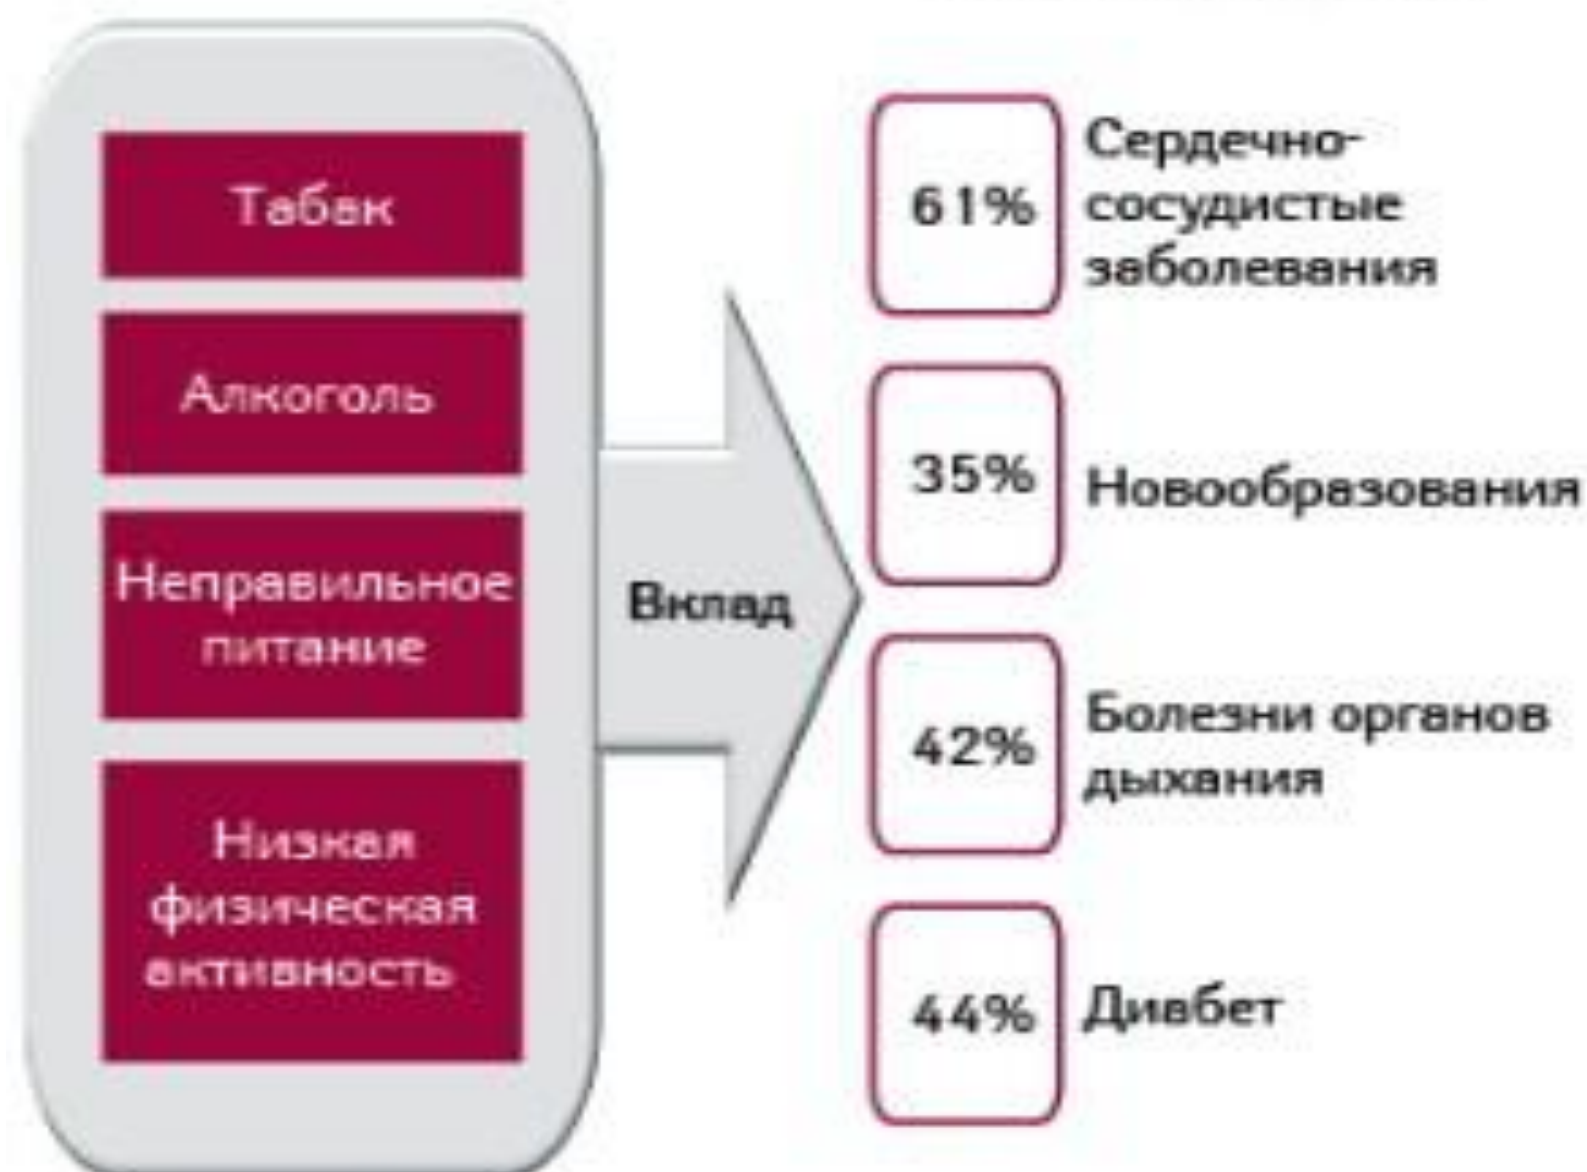 Табак
Алкоголь
Неправильное
питание
Низкая
физическая
активность
Вклад
61%
Сердечно-
сосудистые
заболевания
35%
Новообразования
42%
Болезни органов
дыхания
44%
Дивбет